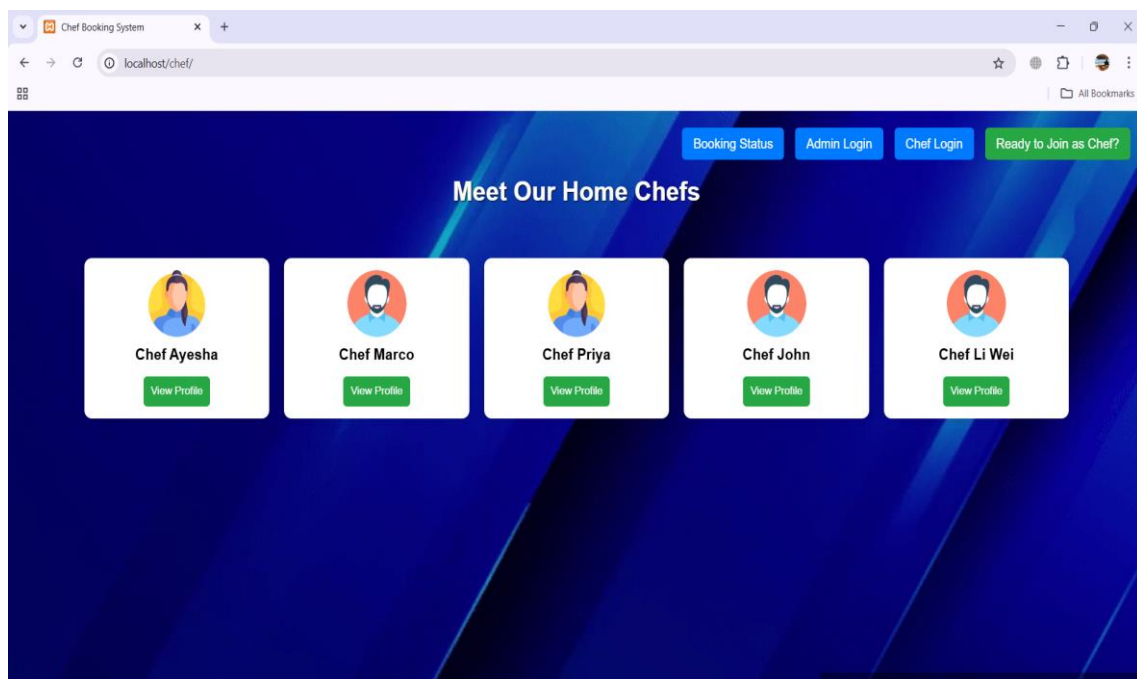 Chef Booking System
localhost/chef/
All Bookmarks
Booking Status Admin Login Chef Login Ready to Join as Chef?
Meet Our Home Chefs
Chef Ayesha Chef Marco Chef Priya Chef John Chef Li Wei
View Profile View Profile View Profile View Profile View Profile